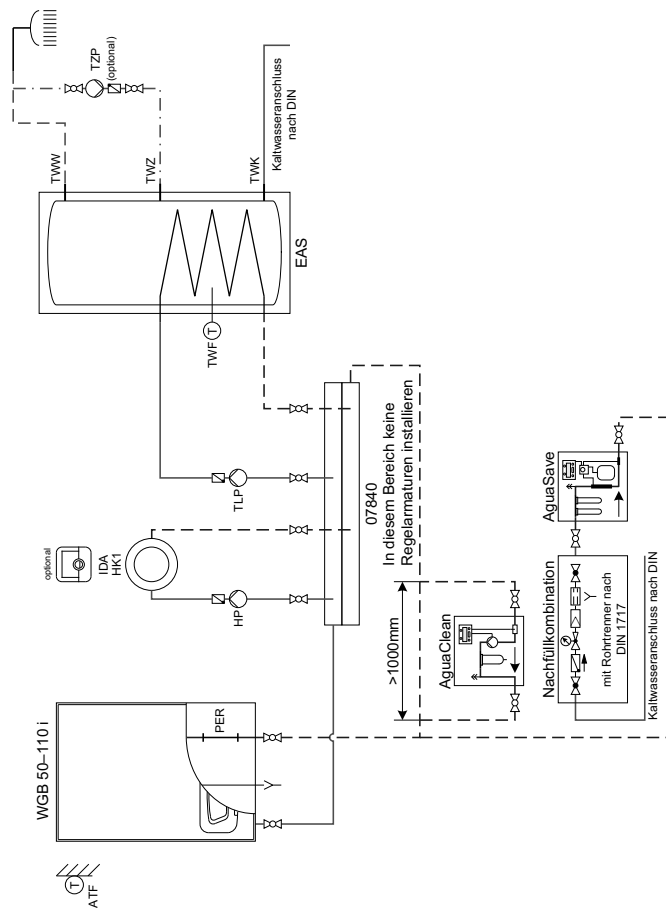 TZP
(optional)
TWW
TWZ
TWK
Kaltwasseranschluss
nach DIN
EAS
TWF
T
TLP
07840
In diesem Bereich keine
Regelarmaturen installieren
optional
IDA
HK1
HP
AguaSave
Nachfüllkombination
mit Rohrtrenner nach
DIN 1717
Kaltwasseranschluss nach DIN
>1000mm
AguaClean
WGB 50–110 i
PER
T
ATF